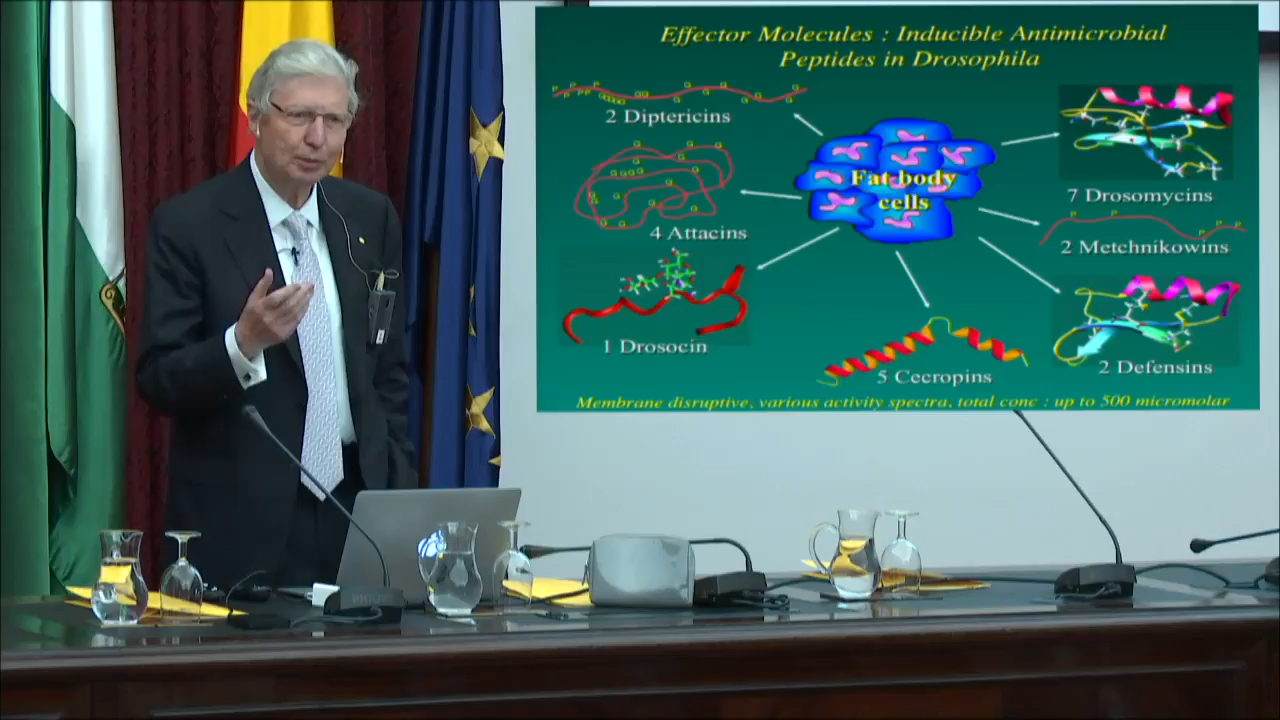 Effector Molecules : Inducible Antimicrobial
Peptides in Drosophila
2 Diptericins
4 Attacins
1 Drosocin
Fat body
cells
5 Cecropins
7 Drosomycins
2 Metchnikowins
2 Defensins
Membrane disruptive, various activity spectra, total conc : up to 500 micromolar